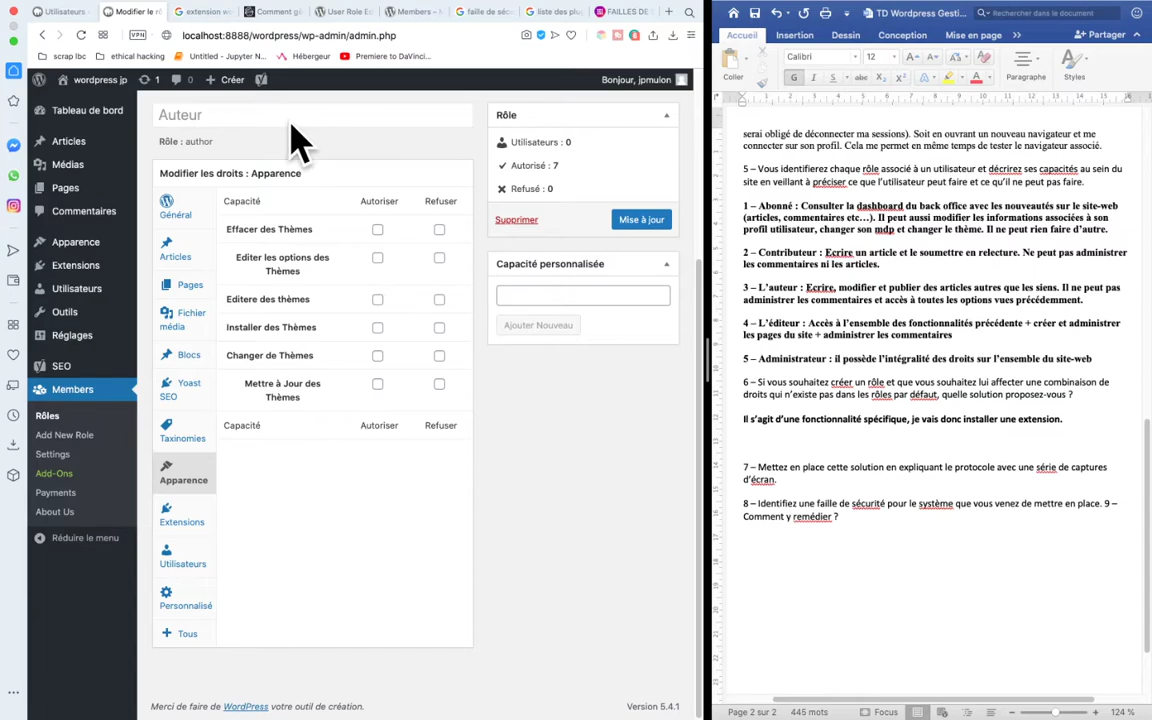 Utilisateurs
Modifier le r
extension w
Comment g
User Role Ed
Members –
faille de séc
liste des plu
FAILLES DE
VPN
localhost:8888/wordpress/wp-admin/admin.php
scrap lbc
ethical hacking
Untitled - Jupyter N...
Hébergeur
Premiere to DaVinci...
wordpress jp
1
0
Créer
Bonjour, jpmulon
Tableau de bord
Articles
Médias
Pages
Commentaires
Apparence
Extensions
Utilisateurs
Outils
Réglages
SEO
Members
Rôles
Add New Role
Settings
Add-Ons
Payments
About Us
Réduire le menu
Auteur
Rôle : author
Modifier les droits : Apparence
Général
Articles
Pages
Fichier
média
Blocs
Yoast
SEO
Taxinomies
Apparence
Extensions
Utilisateurs
Personnalisé
Tous
Capacité Autoriser Refuser
Effacer des Thèmes
Editer les options des
Thèmes
Editere des thèmes
Installer des Thèmes
Changer de Thèmes
Mettre à Jour des
Thèmes
Capacité Autoriser Refuser
Rôle
Utilisateurs : 0
Autorisé : 7
Refusé : 0
Supprimer
Mise à jour
Capacité personnalisée
Ajouter Nouveau
Merci de faire de WordPress votre outil de création.
Version 5.4.1
TD Wordpress Gesti...
Rechercher dans le document
Accueil
Insertion
Dessin
Conception
Mise en page
Partager
Coller
Calibri
12
G I S abc X₂ X²
Paragraphe
Styles
serai obligé de déconnecter ma sessions). Soit en ouvrant un nouveau navigateur et me
connecter sur son profil. Cela me permet en même temps de tester le navigateur associé.
5 – Vous identifierez chaque rôle associé à un utilisateur et décrirez ses capacités au sein du
site en veillant à préciser ce que l'utilisateur peut faire et ce qu'il ne peut pas faire.
1 – Abonné : Consulter la dashboard du back office avec les nouveautés sur le site-web
(articles, commentaires etc…). Il peut aussi modifier les informations associées à son
profil utilisateur, changer son mdp et changer le thème. Il ne peut rien faire d'autre.
2 – Contributeur : Ecrire un article et le soumettre en relecture. Ne peut pas administrer
les commentaires ni les articles.
3 – L'auteur : Ecrire, modifier et publier des articles autres que les siens. Il ne peut pas
administrer les commentaires et accès à toutes les options vues précédemment.
4 – L'éditeur : Accès à l'ensemble des fonctionnalités précédente + créer et administrer
les pages du site + administrer les commentaires
5 – Administrateur : il possède l'intégralité des droits sur l'ensemble du site-web
6 – Si vous souhaitez créer un rôle et que vous souhaitez lui affecter une combinaison de
droits qui n'existe pas dans les rôles par défaut, quelle solution proposez-vous ?
Il s'agit d'une fonctionnalité spécifique, je vais donc installer une extension.
7 – Mettez en place cette solution en expliquant le protocole avec une série de captures
d'écran.
8 – Identifiez une faille de sécurité pour le système que vous venez de mettre en place. 9 –
Comment y remédier ?
Page 2 sur 2
445 mots
Focus
124 %